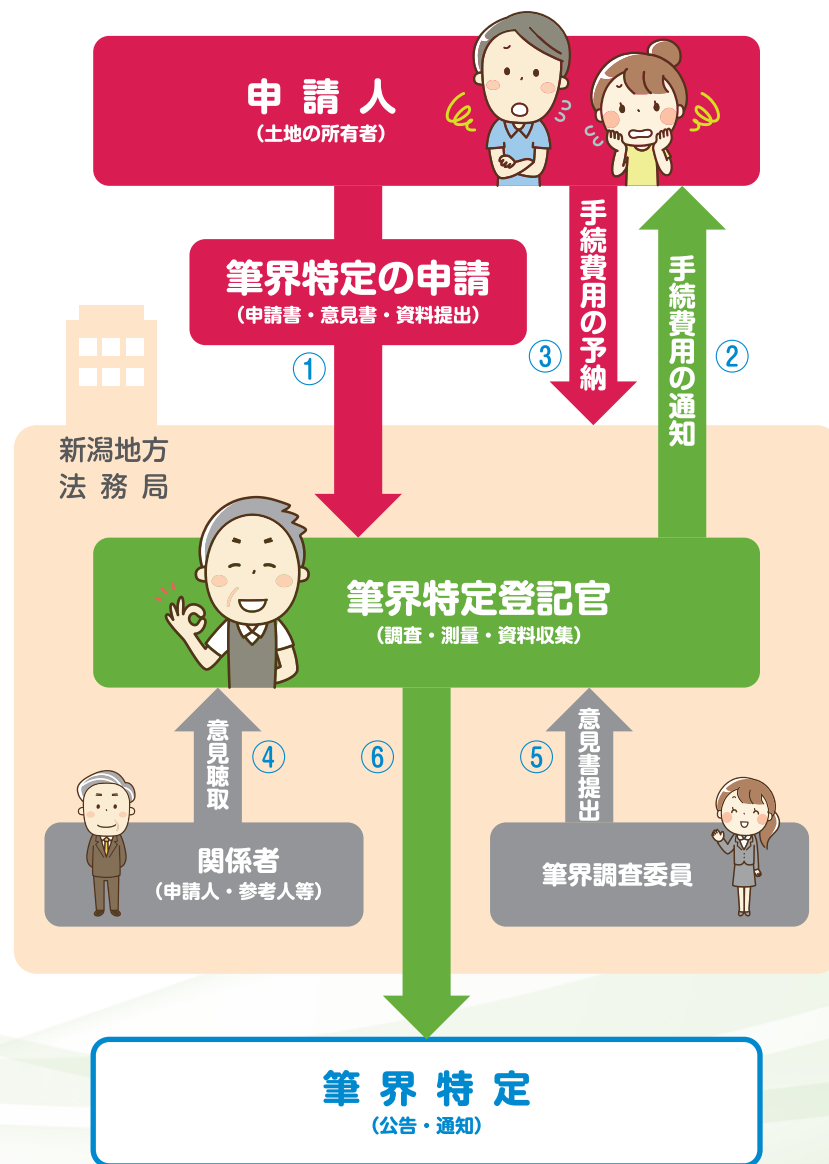 申請人
（土地の所有者）
筆界特定の申請
（申請書・意見書・資料提出）
①
手続費用の予納
③
手続費用の通知
②
新潟地方
法務局
筆界特定登記官
（調査・測量・資料収集）
意見聴取
④
⑥
⑤
意見書提出
関係者
（申請人・参考人等）
筆界調査委員
筆界特定
（公告・通知）